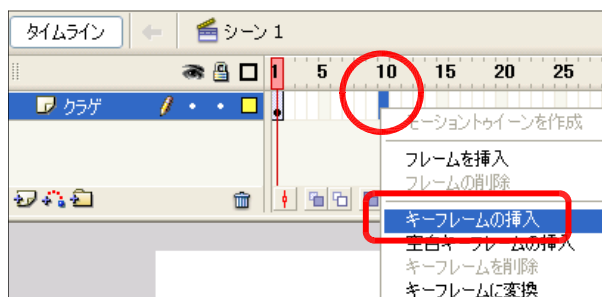 タイムライン シーン 1
1 5 10 15 20 25
クラゲ
モーショントゥイーンを作成
フレームを挿入
フレームの削除
キーフレームの挿入
空白キーフレームの挿入
キーフレームを削除
キーフレームに変換